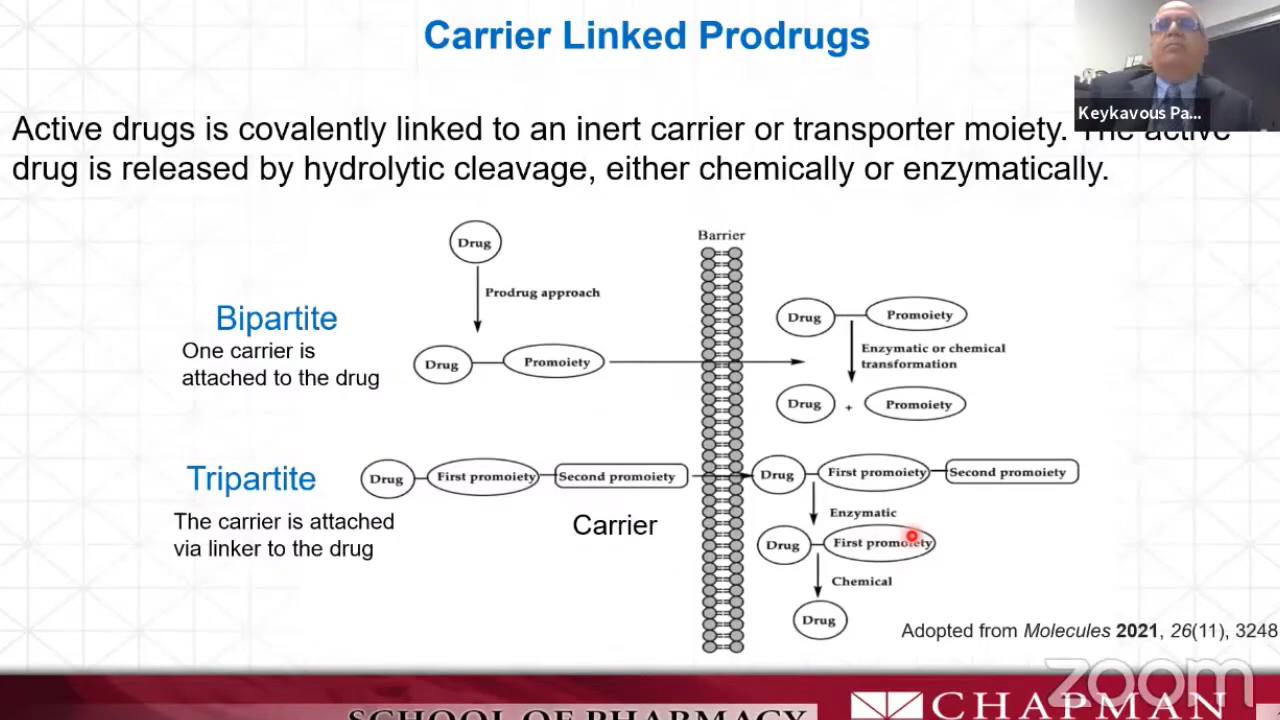 Carrier Linked Prodrugs
Keykavous Pa...
Active drugs is covalently linked to an inert carrier or transporter moiety. The active
drug is released by hydrolytic cleavage, either chemically or enzymatically.
Drug
Barrier
Prodrug approach
Bipartite
One carrier is
attached to the drug
Drug
Promoiety
Drug
Promoiety
Enzymatic or chemical
transformation
Drug
+
Promoiety
Tripartite
The carrier is attached
via linker to the drug
Drug
First promoiety
Second promoiety
Carrier
Drug
First promoiety
Second promoiety
Enzymatic
Drug
First promoiety
Chemical
Drug
Adopted from Molecules 2021, 26(11), 3248
zoom
SCHOOL OF PHARMACY
CHAPMAN